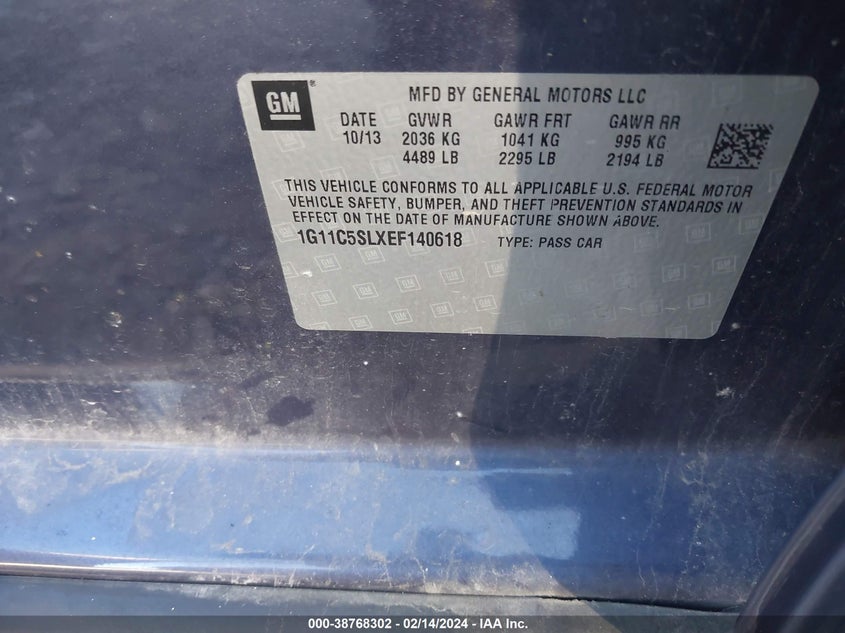 GM® MFD BY GENERAL MOTORS LLC
DATE GVWR GAWR FRT GAWR RR
10/13 2036 KG 1041 KG 995 KG
4489 LB 2295 LB 2194 LB
THIS VEHICLE CONFORMS TO ALL APPLICABLE U.S. FEDERAL MOTOR
VEHICLE SAFETY, BUMPER, AND THEFT PREVENTION STANDARDS IN
EFFECT ON THE DATE OF MANUFACTURE SHOWN ABOVE.
1G11C5SLXEF140618 TYPE: PASS CAR
000-38768302 - 02/14/2024 - IAA Inc.